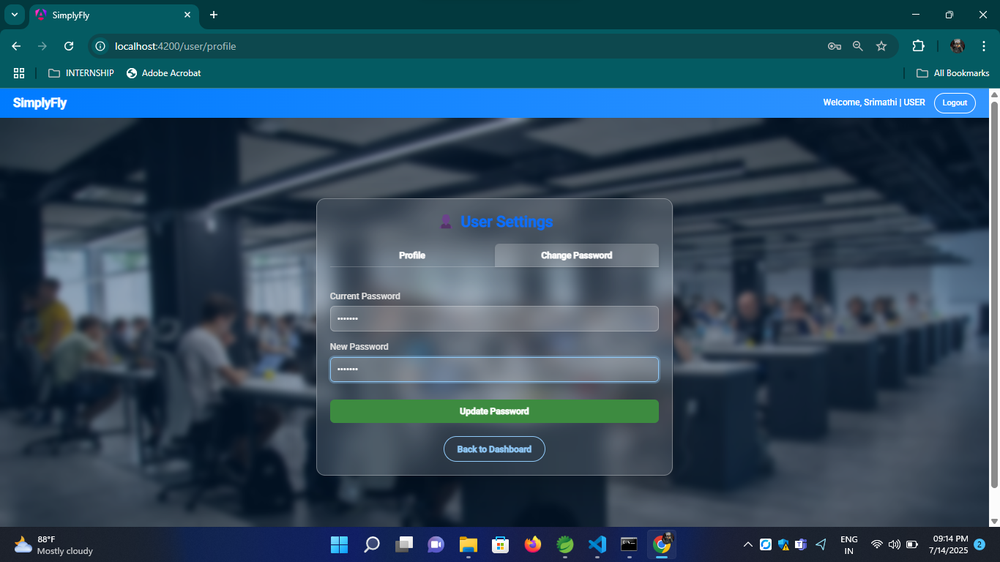 SimplyFly
localhost:4200/user/profile
INTERNSHIP
Adobe Acrobat
All Bookmarks
SimplyFly
Welcome, Srimathi | USER
Logout
User Settings
Profile
Change Password
Current Password
•••••••
New Password
•••••••
Update Password
Back to Dashboard
88°F
Mostly cloudy
ENG
IN
09:14 PM
7/14/2025
2